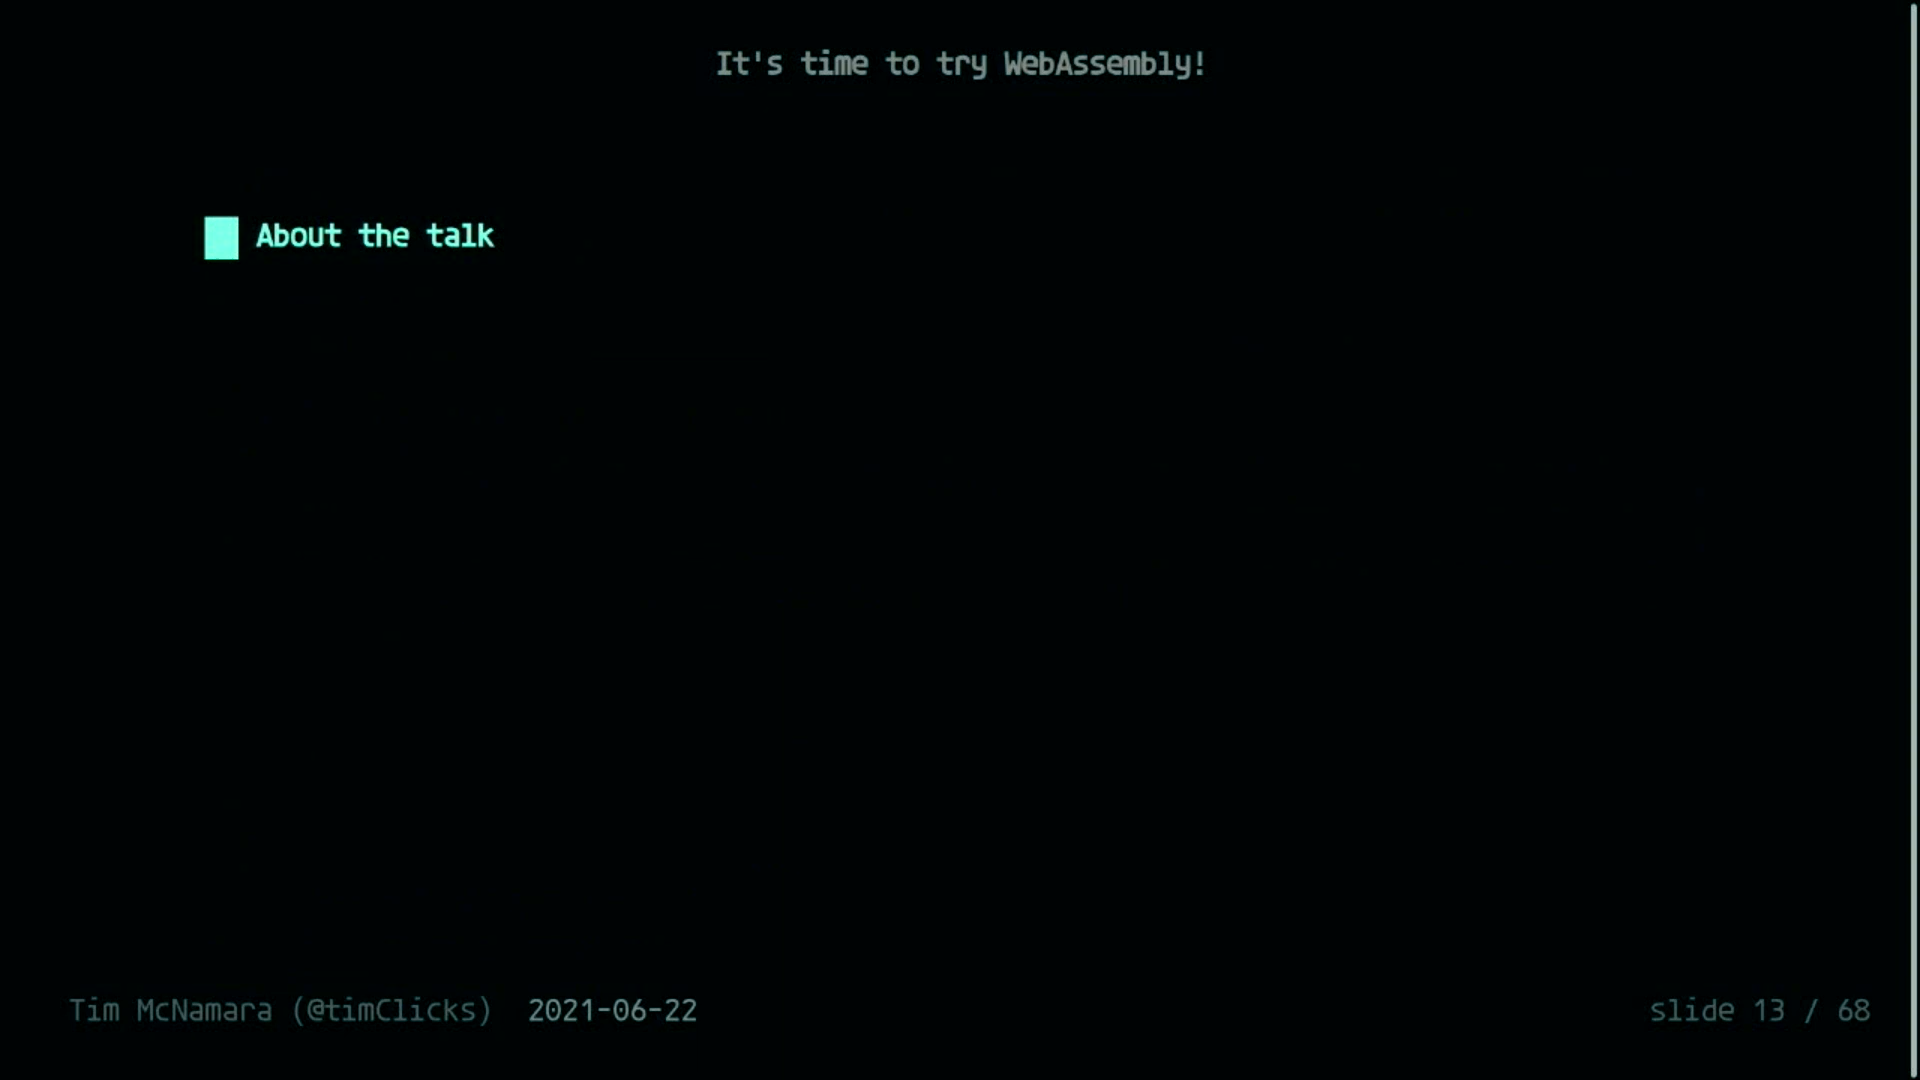 It's time to try WebAssembly!
About the talk
Tim McNamara (@timClicks) 2021-06-22
slide 13 / 68